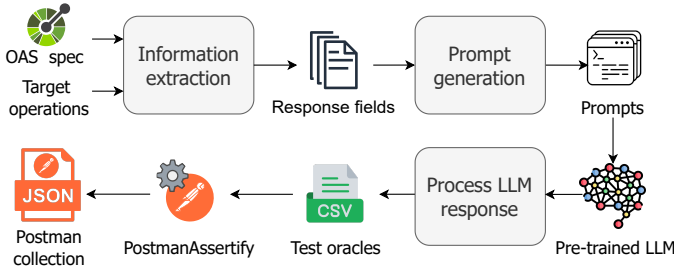 OAS spec
Target
operations
Information
extraction
Response fields
Prompt
generation
>_
Prompts
Pre-trained LLM
Process LLM
response
CSV
Test oracles
PostmanAssertify
JSON
Postman
collection